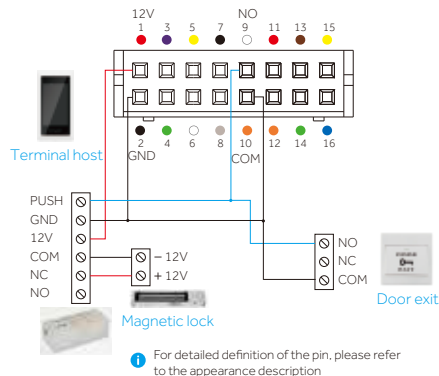 12V NO
1 3 5 7 9 11 13 15
2 4 6 8 10 12 14 16
GND COM
Terminal host
PUSH
GND
12V
COM
NC
NO
– 12V
+ 12V
Magnetic lock
NO
NC
COM
Door exit
i For detailed definition of the pin, please refer
to the appearance description